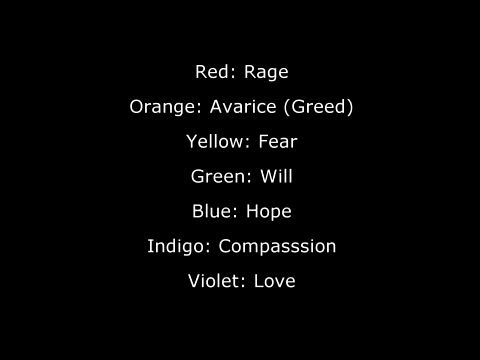 Red: Rage
Orange: Avarice (Greed)
Yellow: Fear
Green: Will
Blue: Hope
Indigo: Compasssion
Violet: Love